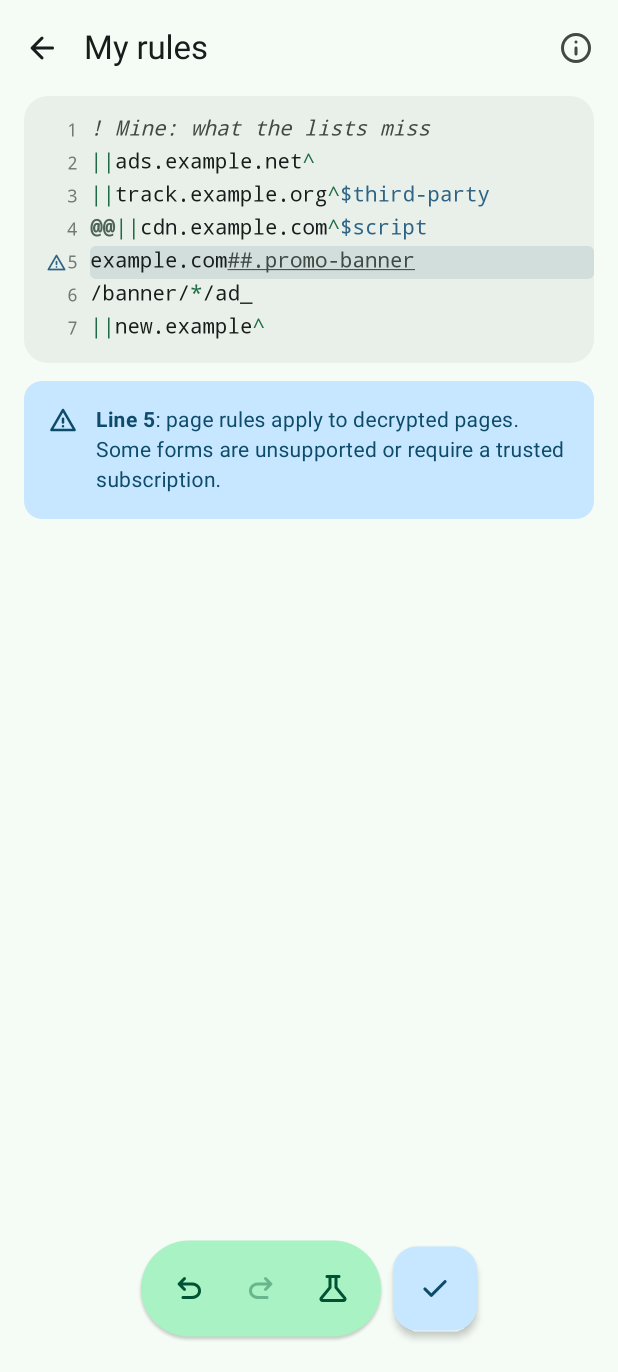 My rules
1 ! Mine: what the lists miss
2 ||ads.example.net^
3 ||track.example.org^$third-party
4 @@||cdn.example.com^$script
5 example.com##.promo-banner
6 /banner/*/ad_
7 ||new.example^
Line 5: page rules apply to decrypted pages.
Some forms are unsupported or require a trusted
subscription.